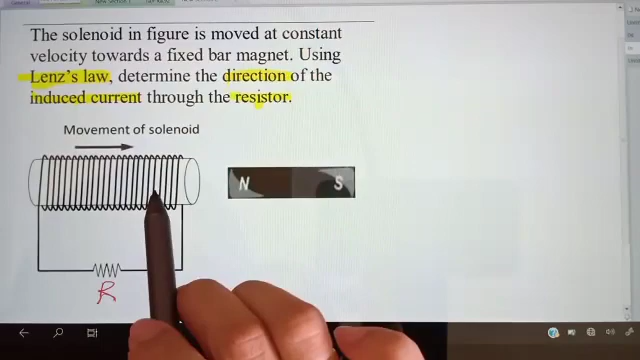 The solenoid in figure is moved at constant
velocity towards a fixed bar magnet. Using
Lenz's law, determine the direction of the
induced current through the resistor.
Movement of solenoid
N S
R